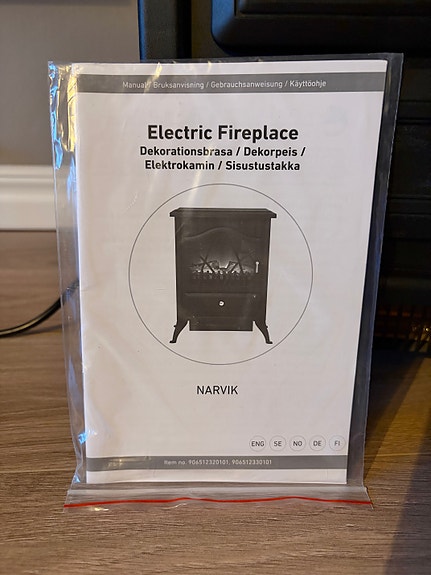 Manual / Bruksanvisning / Gebrauchsanweisung / Käyttöohje
Electric Fireplace
Dekorationsbrasa / Dekorpeis /
Elektrokamin / Sisustustakka
NARVIK
ENG SE NO DE FI
Item no. 906512320101, 906512330101